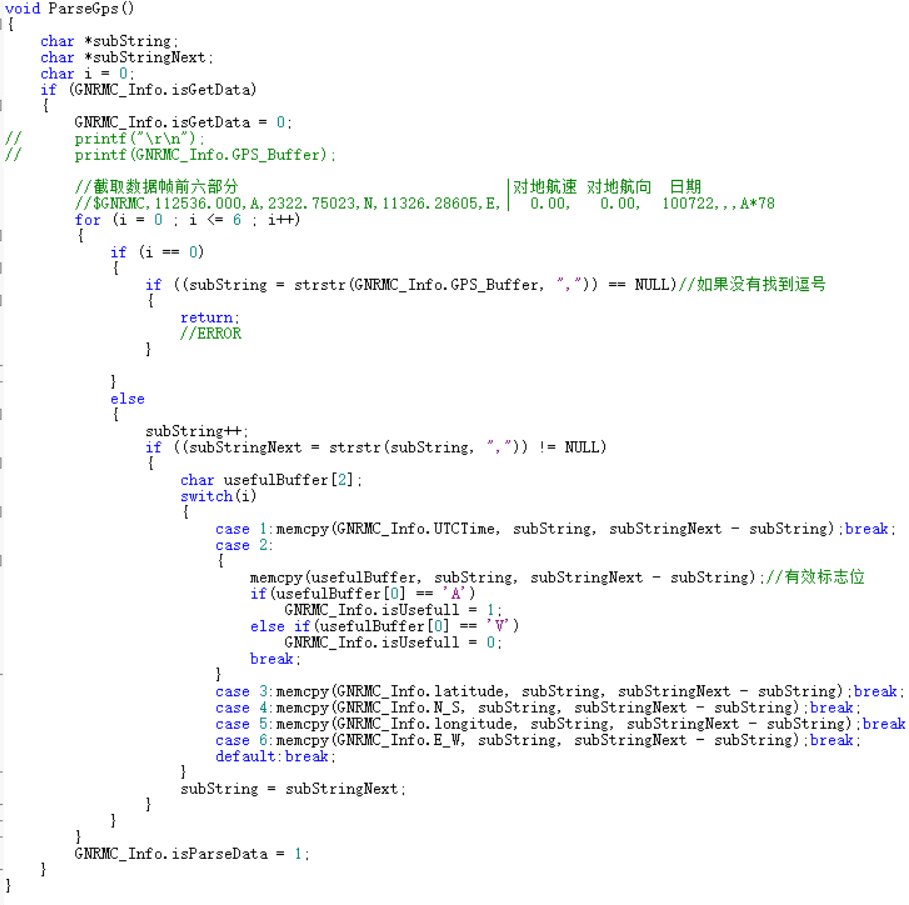 void ParseGps()
{
    char *subString;
    char *subStringNext;
    char i = 0;
    if (GNRMC_Info.isGetData)
    {
        GNRMC_Info.isGetData = 0;
//      printf("\r\n");
//      printf(GNRMC_Info.GPS_Buffer);
        //截取数据帧前六部分                              |对地航速 对地航向  日期
        //$GNRMC,112536.000,A,2322.75023,N,11326.28605,E,|  0.00,   0.00,  100722,,,A*78
        for (i = 0 ; i <= 6 ; i++)
        {
            if (i == 0)
            {
                if ((subString = strstr(GNRMC_Info.GPS_Buffer, ",")) == NULL)//如果没有找到逗号
                {
                    return;
                    //ERROR
                }
            }
            else
            {
                subString++;
                if ((subStringNext = strstr(subString, ",")) != NULL)
                {
                    char usefulBuffer[2];
                    switch(i)
                    {
                        case 1:memcpy(GNRMC_Info.UTCTime, subString, subStringNext - subString);break;
                        case 2:
                        {
                            memcpy(usefulBuffer, subString, subStringNext - subString);//有效标志位
                            if(usefulBuffer[0] == 'A')
                                GNRMC_Info.isUsefull = 1;
                            else if(usefulBuffer[0] == 'V')
                                GNRMC_Info.isUsefull = 0;
                            break;
                        }
                        case 3:memcpy(GNRMC_Info.latitude, subString, subStringNext - subString);break;
                        case 4:memcpy(GNRMC_Info.N_S, subString, subStringNext - subString);break;
                        case 5:memcpy(GNRMC_Info.longitude, subString, subStringNext - subString);break
                        case 6:memcpy(GNRMC_Info.E_W, subString, subStringNext - subString);break;
                        default:break;
                    }
                    subString = subStringNext;
                }
            }
        }
        GNRMC_Info.isParseData = 1;
    }
}